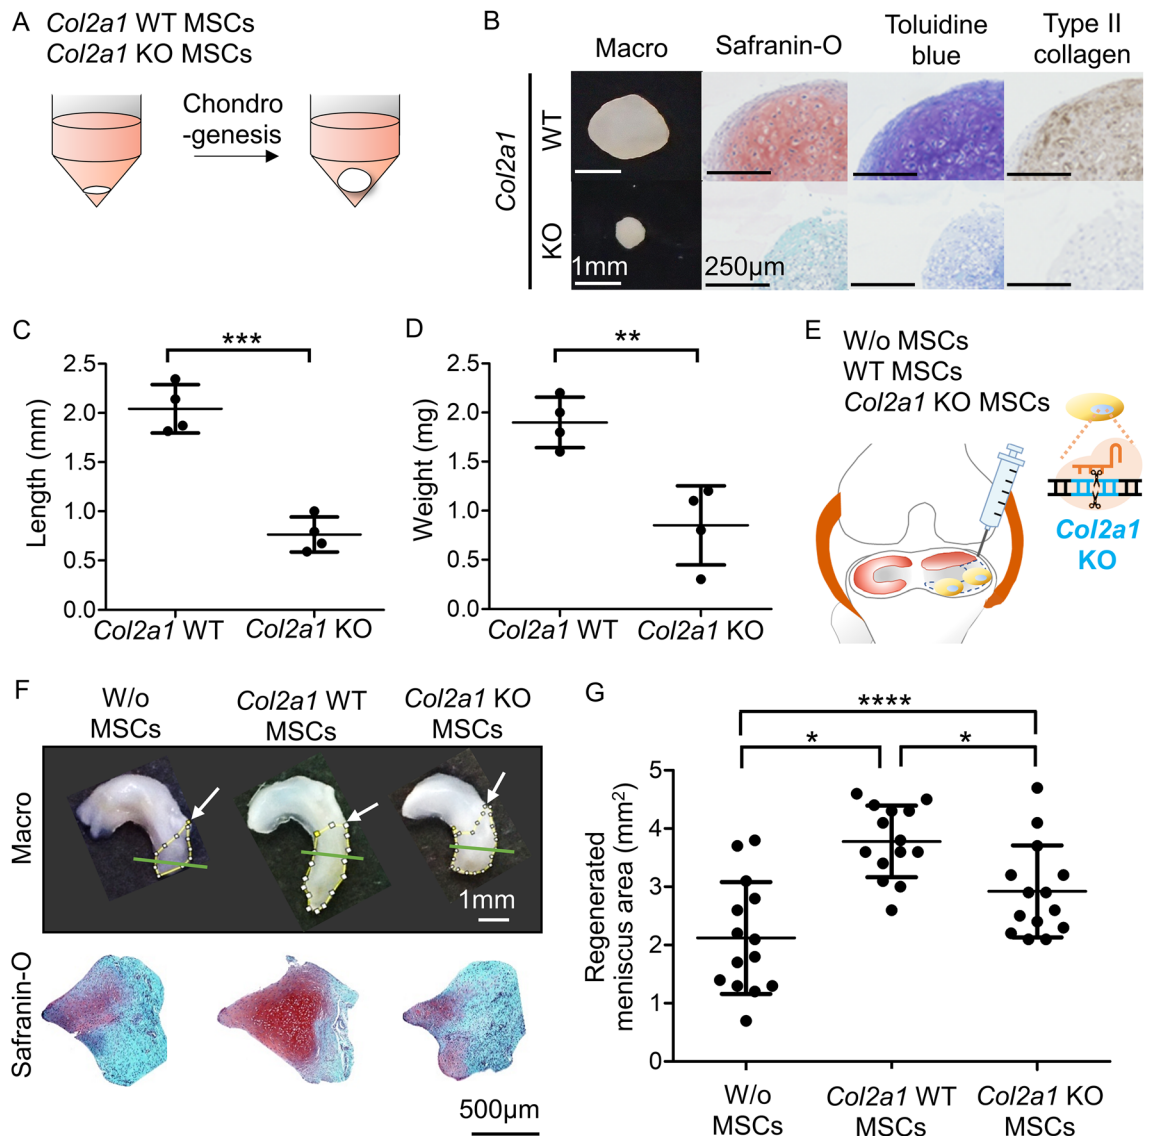 A
Col2a1 WT MSCs
Col2a1 KO MSCs
Chondro
-genesis
B
Macro
Safranin-O
Toluidine
blue
Type II
collagen
Col2a1
WT
KO
1mm
250μm
C
***
Length (mm)
2.5
2.0
1.5
1.0
0.5
0.0
Col2a1 WT
Col2a1 KO
D
**
Weight (mg)
2.5
2.0
1.5
1.0
0.5
0.0
Col2a1 WT
Col2a1 KO
E
W/o MSCs
WT MSCs
Col2a1 KO MSCs
Col2a1
KO
F
W/o
MSCs
Col2a1 WT
MSCs
Col2a1 KO
MSCs
Macro
1mm
Safranin-O
500μm
G
****
*
*
Regenerated
meniscus area (mm²)
5
4
3
2
1
0
W/o
MSCs
Col2a1 WT
MSCs
Col2a1 KO
MSCs